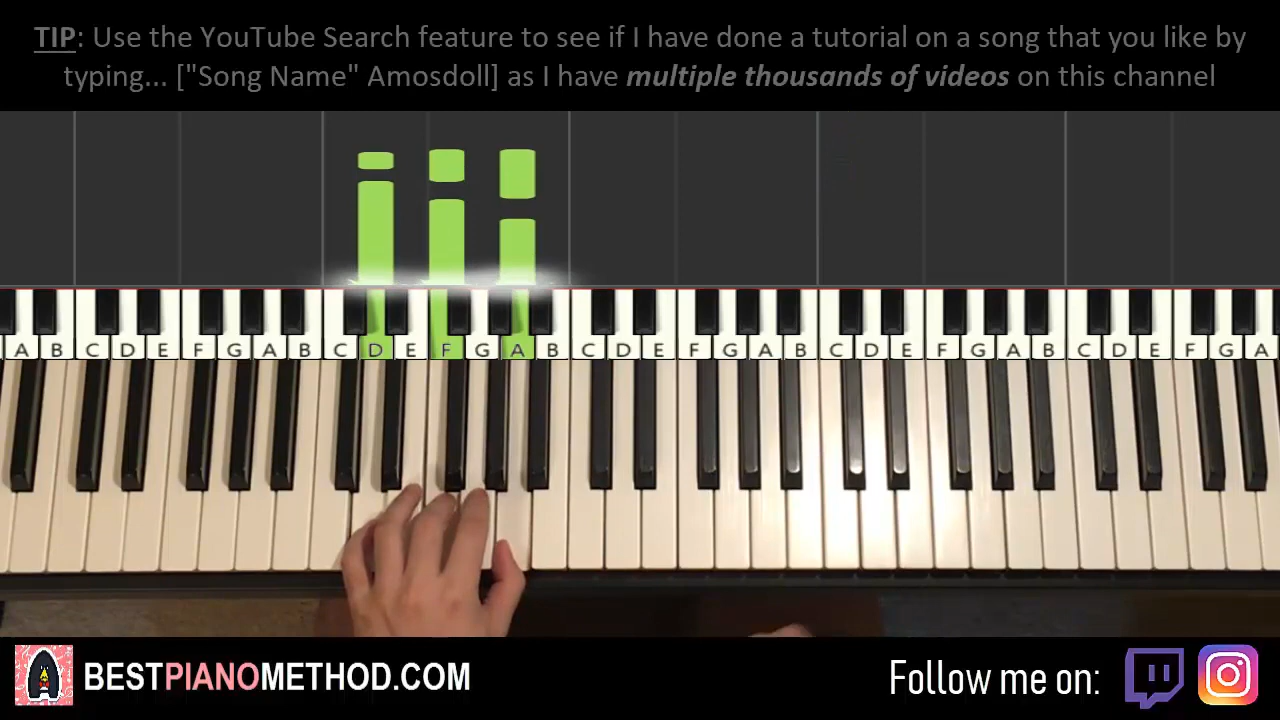 TIP: Use the YouTube Search feature to see if I have done a tutorial on a song that you like by
typing... ["Song Name" Amosdoll] as I have multiple thousands of videos on this channel
A B C D E F G A B C D E F G A B C D E F G A B C D E F G A B C D E F G A
BESTPIANOMETHOD.COM
Follow me on: